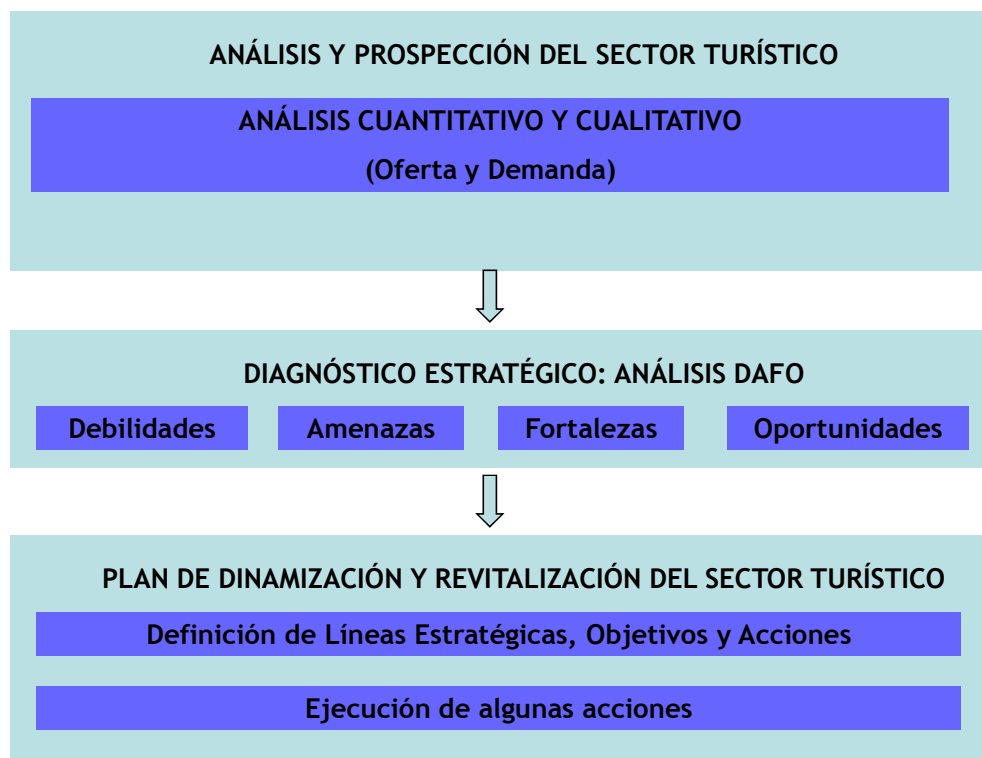 ANÁLISIS Y PROSPECCIÓN DEL SECTOR TURÍSTICO
ANÁLISIS CUANTITATIVO Y CUALITATIVO
(Oferta y Demanda)
DIAGNÓSTICO ESTRATÉGICO: ANÁLISIS DAFO
Debilidades Amenazas Fortalezas Oportunidades
PLAN DE DINAMIZACIÓN Y REVITALIZACIÓN DEL SECTOR TURÍSTICO
Definición de Líneas Estratégicas, Objetivos y Acciones
Ejecución de algunas acciones